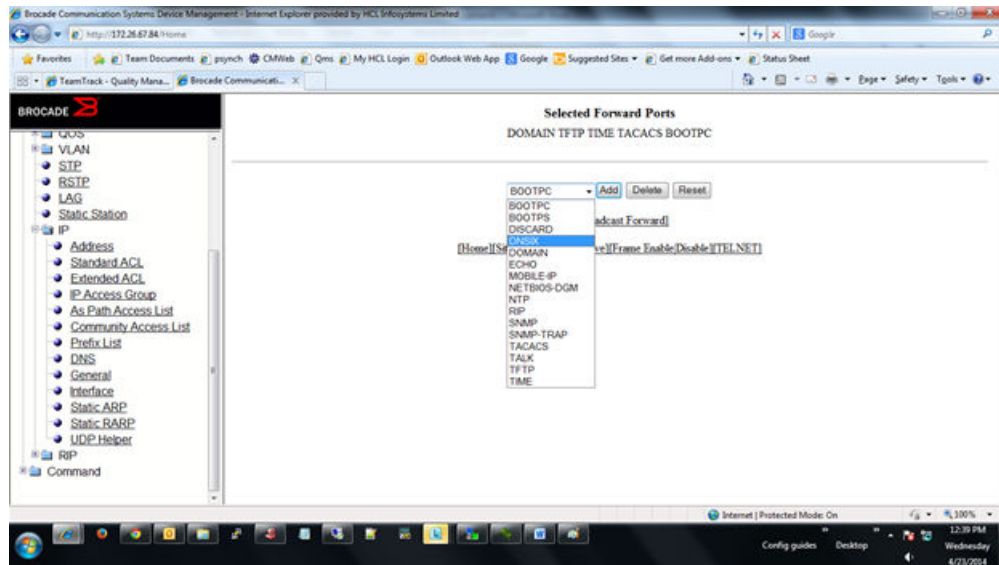 Brocade Communication Systems Device Management - Internet Explorer provided by HCL Infosystems Limited
http://172.26.67.84/Home
Google
Favorites Team Documents psynch CMWeb Qms My HCL Login Outlook Web App Google Suggested Sites Get more Add-ons Status Sheet
TeamTrack - Quality Mana... Brocade Communicati... X
Page Safety Tools
BROCADE
QOS
VLAN
STP
RSTP
LAG
Static Station
IP
Address
Standard ACL
Extended ACL
IP Access Group
As Path Access List
Community Access List
Prefix List
DNS
General
Interface
Static ARP
Static RARP
UDP Helper
RIP
Command
Selected Forward Ports
DOMAIN TFTP TIME TACACS BOOTPC
BOOTPC Add Delete Reset
BOOTPC
BOOTPS
DISCARD
DNSIX
DOMAIN
ECHO
MOBILE-IP
NETBIOS-DGM
NTP
RIP
SNMP
SNMP-TRAP
TACACS
TALK
TFTP
TIME
adcast Forward]
[Home][Si ve][Frame Enable|Disable][TELNET]
Internet | Protected Mode: On 100%
Config guides Desktop
12:39 PM
Wednesday
4/23/2014